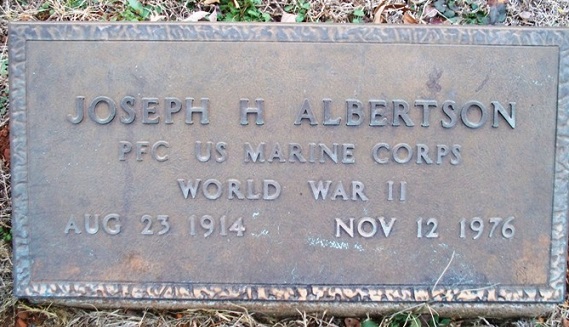 JOSEPH H ALBERTSON
PFC US MARINE CORPS
WORLD WAR II
AUG 23 1914 NOV 12 1976